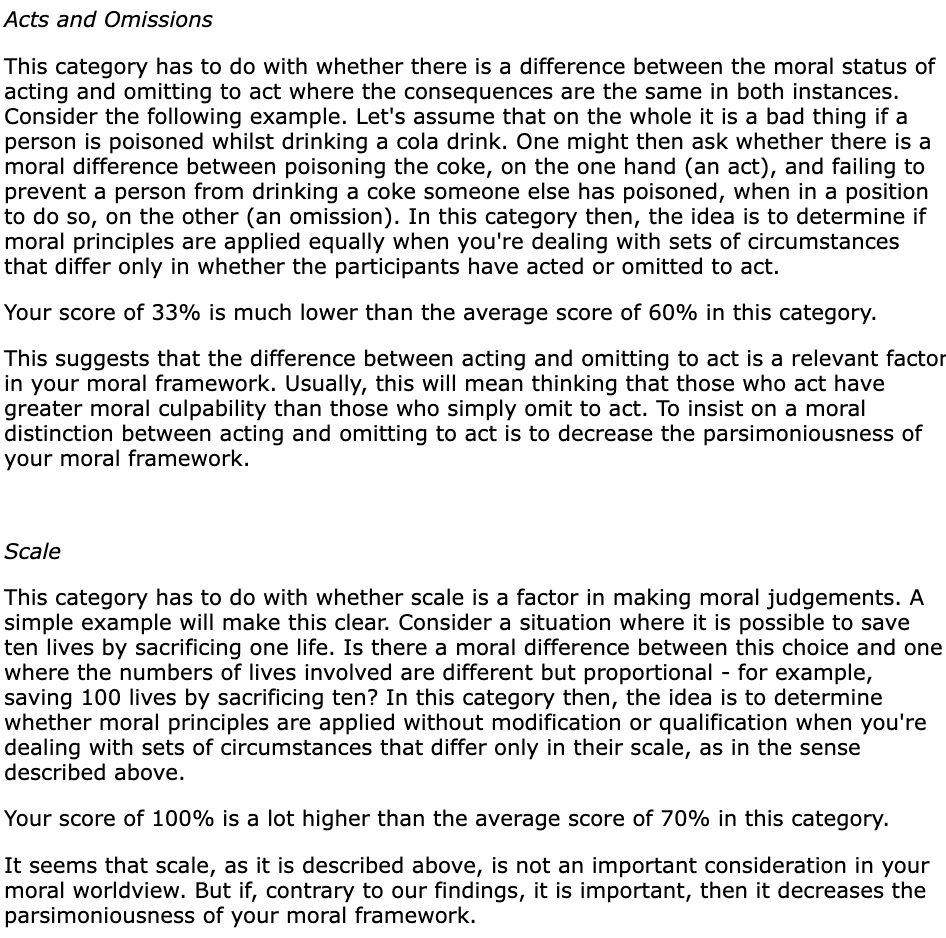 Acts and Omissions
This category has to do with whether there is a difference between the moral status of
acting and omitting to act where the consequences are the same in both instances.
Consider the following example. Let's assume that on the whole it is a bad thing if a
person is poisoned whilst drinking a cola drink. One might then ask whether there is a
moral difference between poisoning the coke, on the one hand (an act), and failing to
prevent a person from drinking a coke someone else has poisoned, when in a position
to do so, on the other (an omission). In this category then, the idea is to determine if
moral principles are applied equally when you're dealing with sets of circumstances
that differ only in whether the participants have acted or omitted to act.
Your score of 33% is much lower than the average score of 60% in this category.
This suggests that the difference between acting and omitting to act is a relevant factor
in your moral framework. Usually, this will mean thinking that those who act have
greater moral culpability than those who simply omit to act. To insist on a moral
distinction between acting and omitting to act is to decrease the parsimoniousness of
your moral framework.
Scale
This category has to do with whether scale is a factor in making moral judgements. A
simple example will make this clear. Consider a situation where it is possible to save
ten lives by sacrificing one life. Is there a moral difference between this choice and one
where the numbers of lives involved are different but proportional - for example,
saving 100 lives by sacrificing ten? In this category then, the idea is to determine
whether moral principles are applied without modification or qualification when you're
dealing with sets of circumstances that differ only in their scale, as in the sense
described above.
Your score of 100% is a lot higher than the average score of 70% in this category.
It seems that scale, as it is described above, is not an important consideration in your
moral worldview. But if, contrary to our findings, it is important, then it decreases the
parsimoniousness of your moral framework.